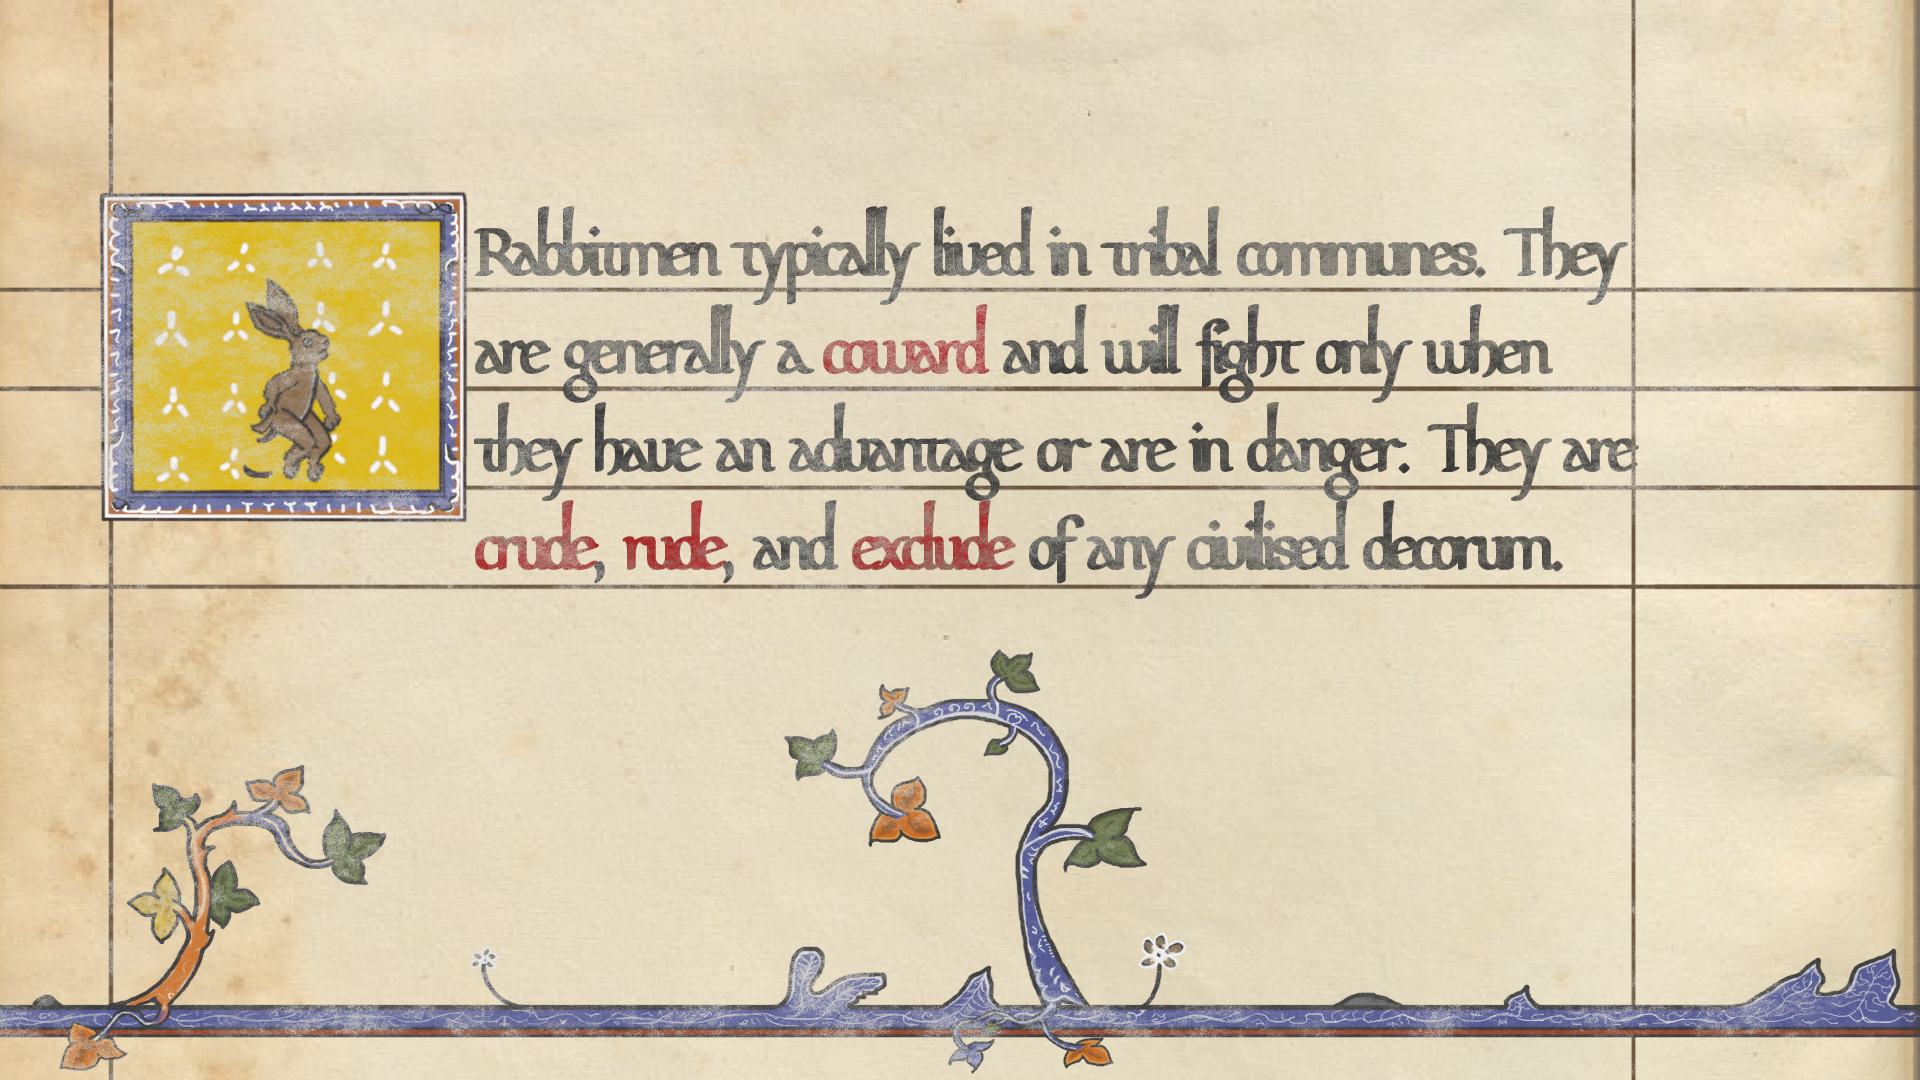 Rabbitmen typically lived in tribal communes. They
are generally a coward and will fight only when
they have an advantage or are in danger. They are
crude, rude, and exclude of any civilised decorum.